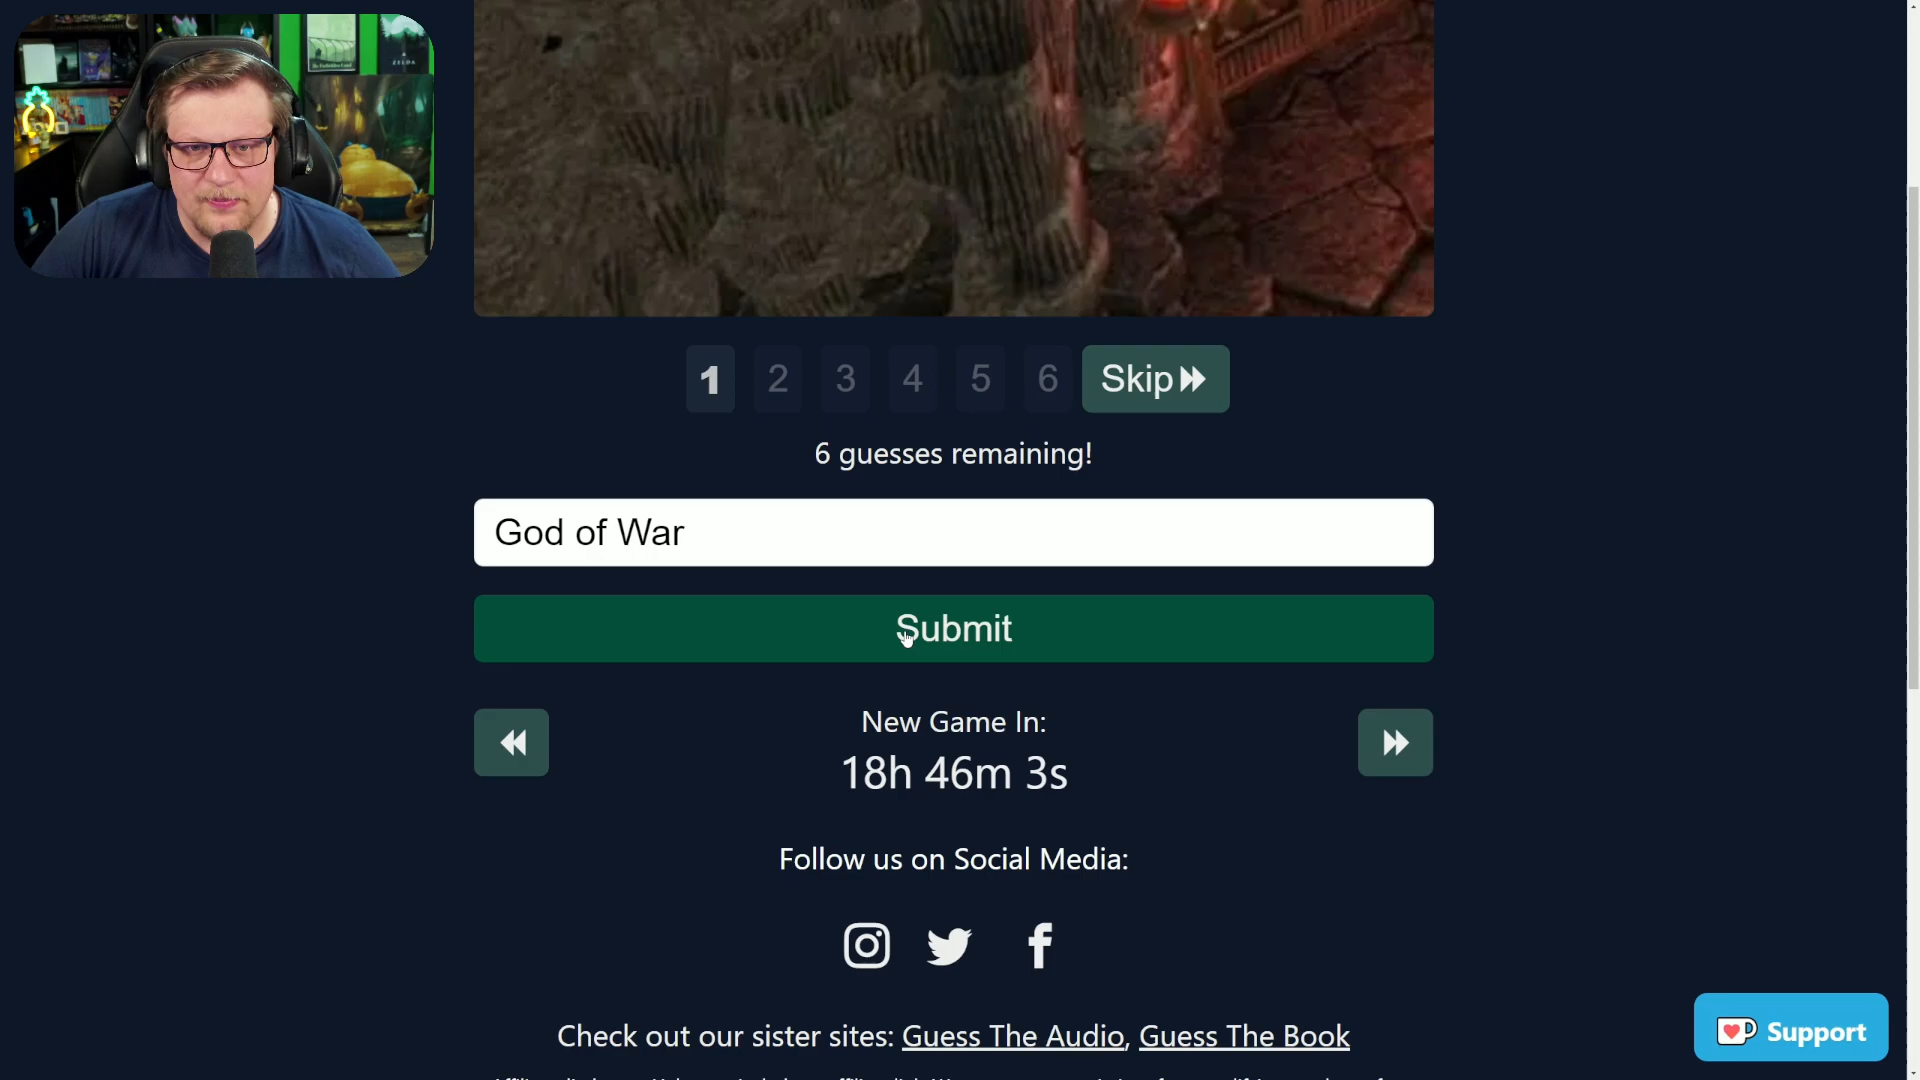 ZELDA
1 2 3 4 5 6 Skip
6 guesses remaining!
God of War
Submit
New Game In:
18h 46m 3s
Follow us on Social Media:
Check out our sister sites: Guess The Audio, Guess The Book
Support